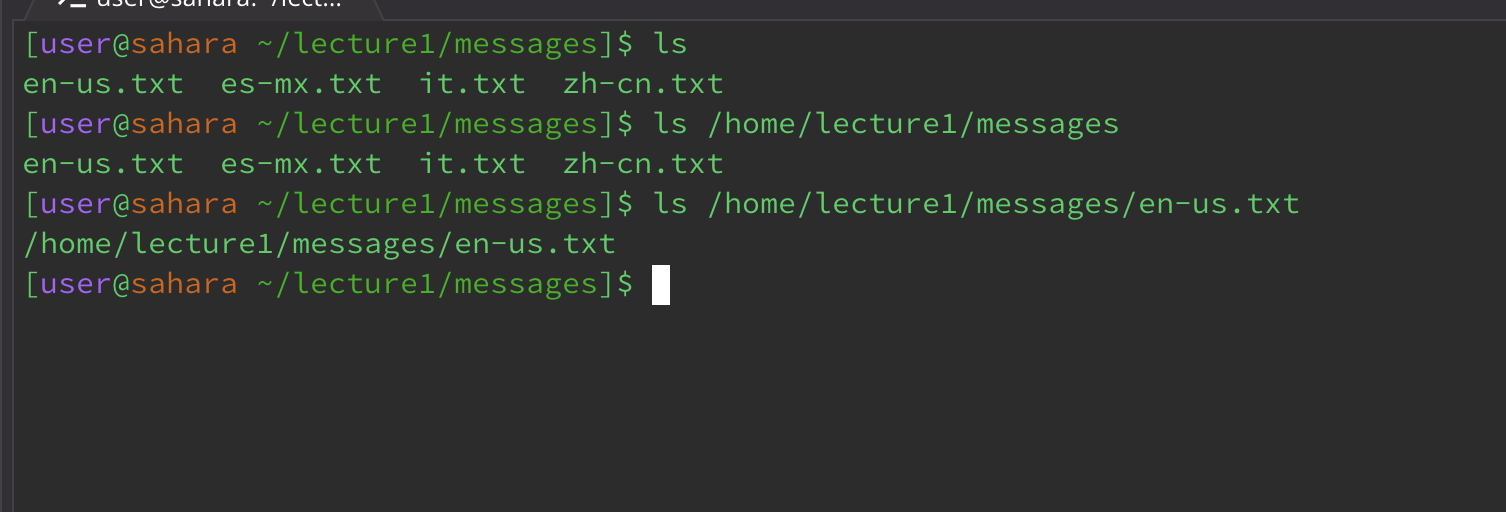 user@sahara: ~/lect...
[user@sahara ~/lecture1/messages]$ ls
en-us.txt  es-mx.txt  it.txt  zh-cn.txt
[user@sahara ~/lecture1/messages]$ ls /home/lecture1/messages
en-us.txt  es-mx.txt  it.txt  zh-cn.txt
[user@sahara ~/lecture1/messages]$ ls /home/lecture1/messages/en-us.txt
/home/lecture1/messages/en-us.txt
[user@sahara ~/lecture1/messages]$